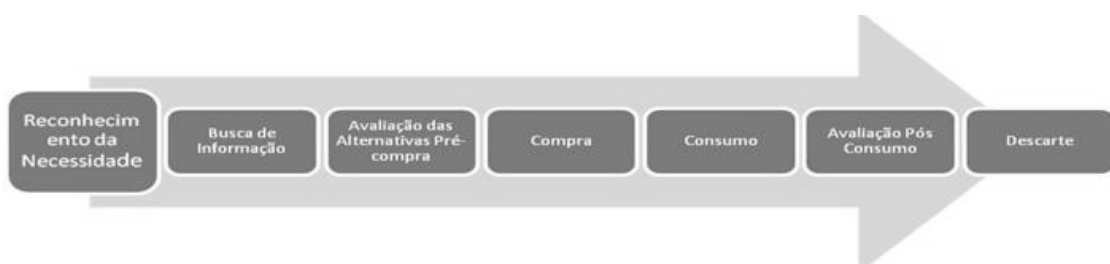 Reconhecim
ento da
Necessidade
Busca de
Informação
Avaliação das
Alternativas Pré-
compra
Compra
Consumo
Avaliação Pós
Consumo
Descarte